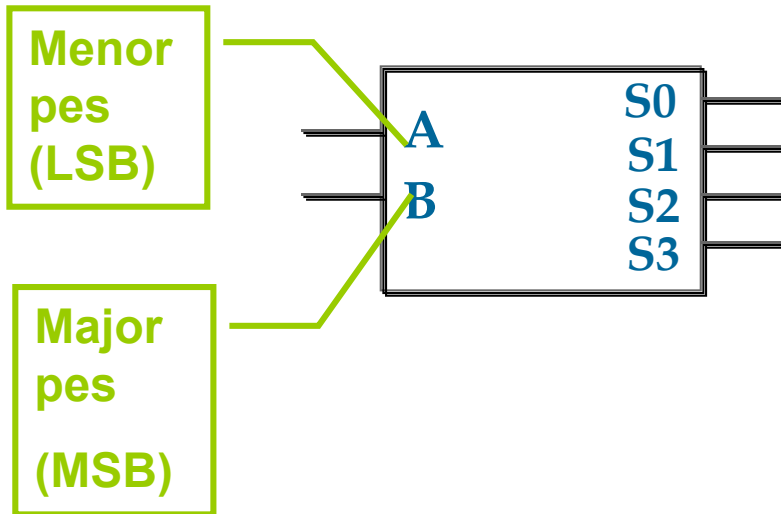 Menor
pes
(LSB)
A
B
S0
S1
S2
S3
Major
pes
(MSB)